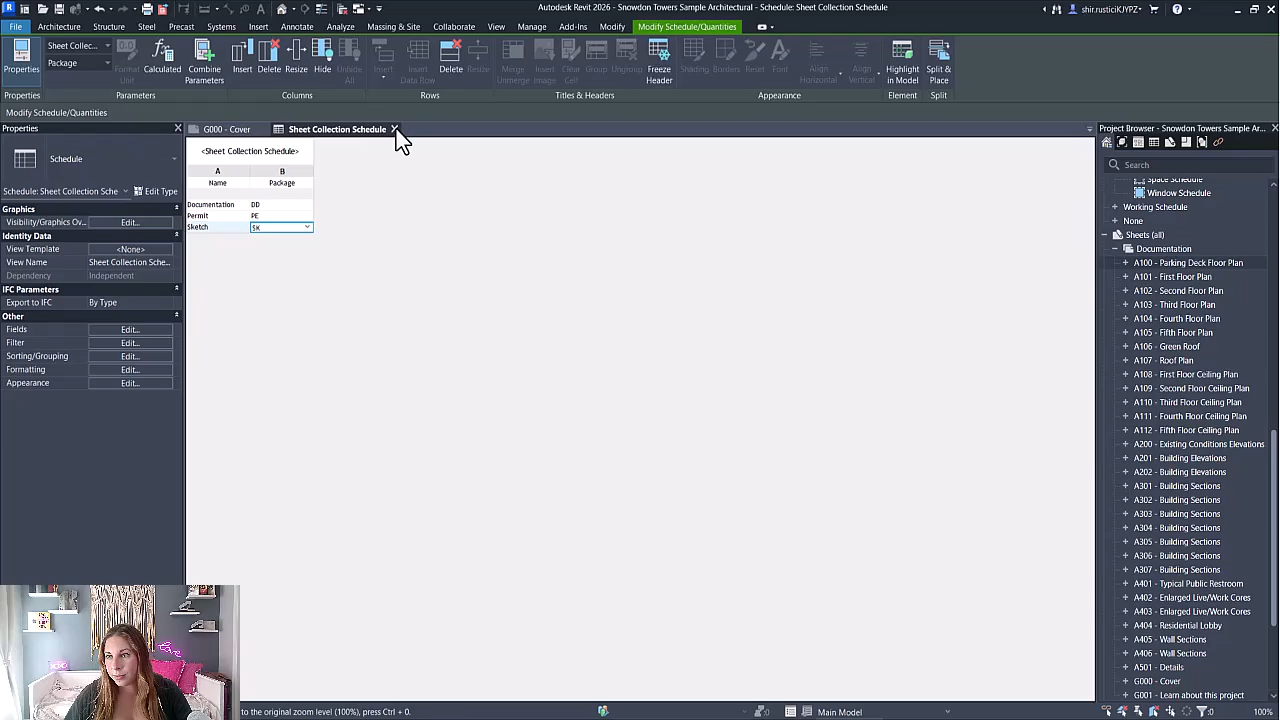 Autodesk Revit 2026 - Snowdon Towers Sample Architectural - Schedule: Sheet Collection Schedule
shir.rusticiKJYPZ
File Architecture Structure Steel Precast Systems Insert Annotate Analyze Massing & Site Collaborate View Manage Add-Ins Modify Modify Schedule/Quantities
Properties
Sheet Collec...
Package
Format Unit
Calculated
Combine Parameters
Insert
Delete
Resize
Hide
Unhide All
Insert
Insert Data Row
Delete
Resize
Merge Unmerge
Insert Image
Clear Cell
Group
Ungroup
Freeze Header
Shading
Borders
Reset
Font
Align Horizontal
Align Vertical
Highlight in Model
Split & Place
Properties Parameters Columns Rows Titles & Headers Appearance Element Split
Modify Schedule/Quantities
Properties
Schedule
Schedule: Sheet Collection Sche
Edit Type
Graphics
Visibility/Graphics Ov... Edit...
Identity Data
View Template <None>
View Name Sheet Collection Sche...
Dependency Independent
IFC Parameters
Export to IFC By Type
Other
Fields Edit...
Filter Edit...
Sorting/Grouping Edit...
Formatting Edit...
Appearance Edit...
G000 - Cover
Sheet Collection Schedule
<Sheet Collection Schedule>
A B
Name Package
Documentation DD
Permit PE
Sketch SK
Project Browser - Snowdon Towers Sample Ar...
Search
Space Schedule
Window Schedule
Working Schedule
None
Sheets (all)
Documentation
A100 - Parking Deck Floor Plan
A101 - First Floor Plan
A102 - Second Floor Plan
A103 - Third Floor Plan
A104 - Fourth Floor Plan
A105 - Fifth Floor Plan
A106 - Green Roof
A107 - Roof Plan
A108 - First Floor Ceiling Plan
A109 - Second Floor Ceiling Plan
A110 - Third Floor Ceiling Plan
A111 - Fourth Floor Ceiling Plan
A112 - Fifth Floor Ceiling Plan
A200 - Existing Conditions Elevations
A201 - Building Elevations
A202 - Building Elevations
A301 - Building Sections
A302 - Building Sections
A303 - Building Sections
A304 - Building Sections
A305 - Building Sections
A306 - Building Sections
A307 - Building Sections
A401 - Typical Public Restroom
A402 - Enlarged Live/Work Cores
A403 - Enlarged Live/Work Cores
A404 - Residential Lobby
A405 - Wall Sections
A406 - Wall Sections
A501 - Details
G000 - Cover
G001 - Learn about this project
to the original zoom level (100%), press Ctrl + 0.
:0
Main Model
:0
100%